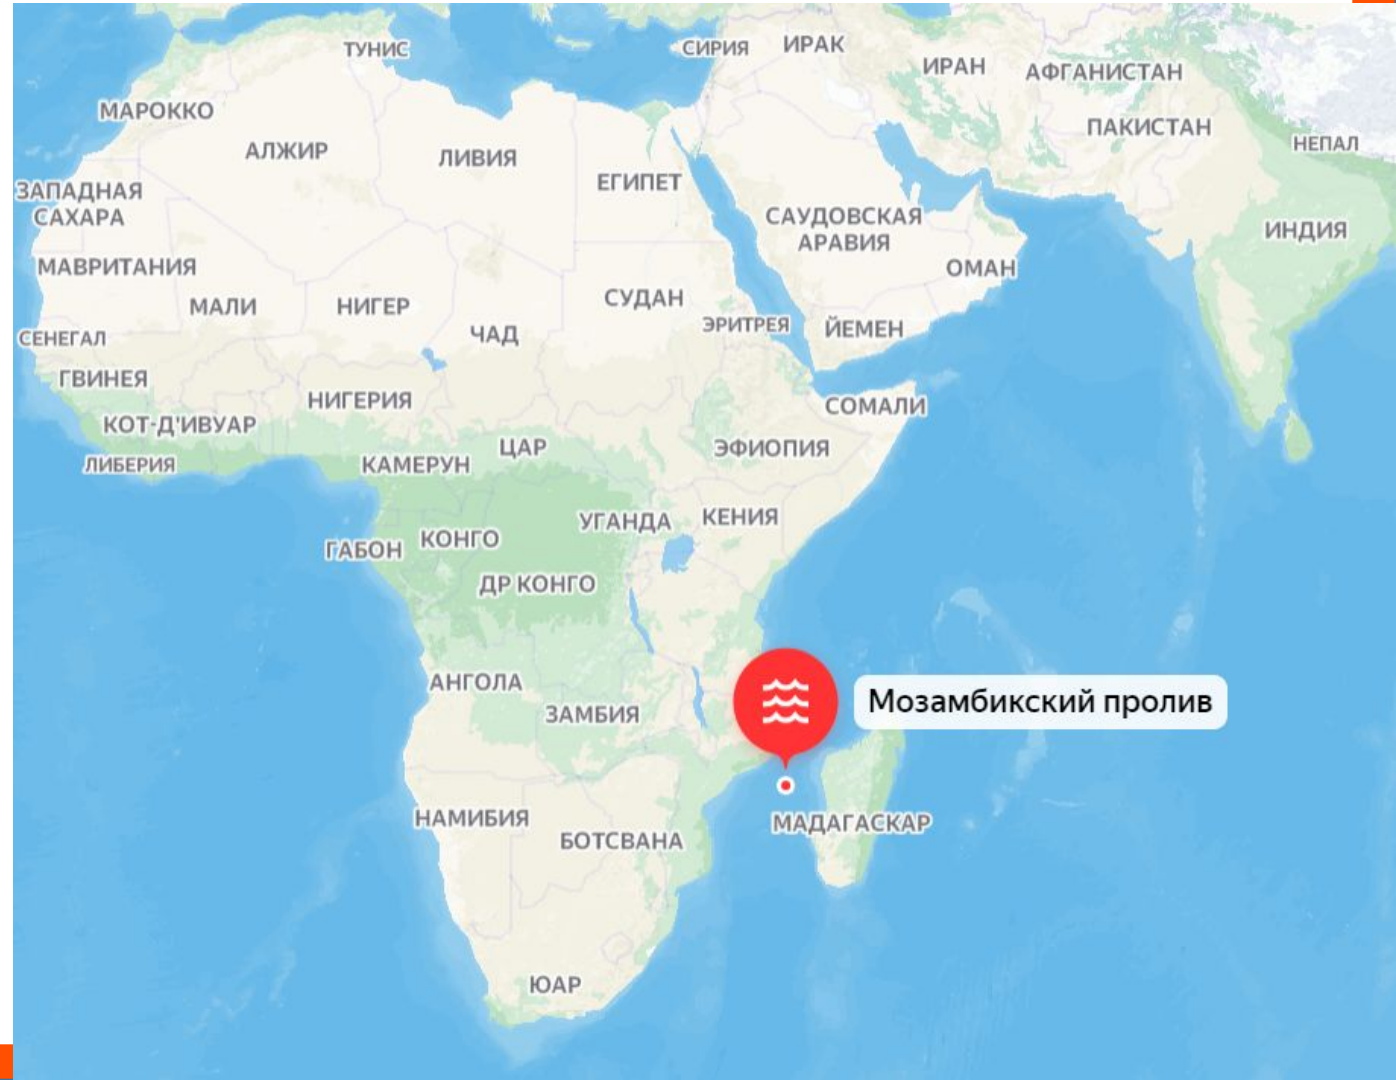 ТУНИС
СИРИЯ
ИРАК
ИРАН
АФГАНИСТАН
МАРОККО
ПАКИСТАН
НЕПАЛ
АЛЖИР
ЛИВИЯ
ЕГИПЕТ
ЗАПАДНАЯ
САХАРА
САУДОВСКАЯ
АРАВИЯ
ИНДИЯ
МАВРИТАНИЯ
ОМАН
МАЛИ
НИГЕР
СУДАН
ЧАД
ЭРИТРЕЯ
ЙЕМЕН
СЕНЕГАЛ
ГВИНЕЯ
НИГЕРИЯ
СОМАЛИ
КОТ-Д'ИВУАР
ЦАР
ЭФИОПИЯ
ЛИБЕРИЯ
КАМЕРУН
УГАНДА
КЕНИЯ
ГАБОН
КОНГО
ДР КОНГО
АНГОЛА
ЗАМБИЯ
Мозамбикский пролив
НАМИБИЯ
БОТСВАНА
МАДАГАСКАР
ЮАР